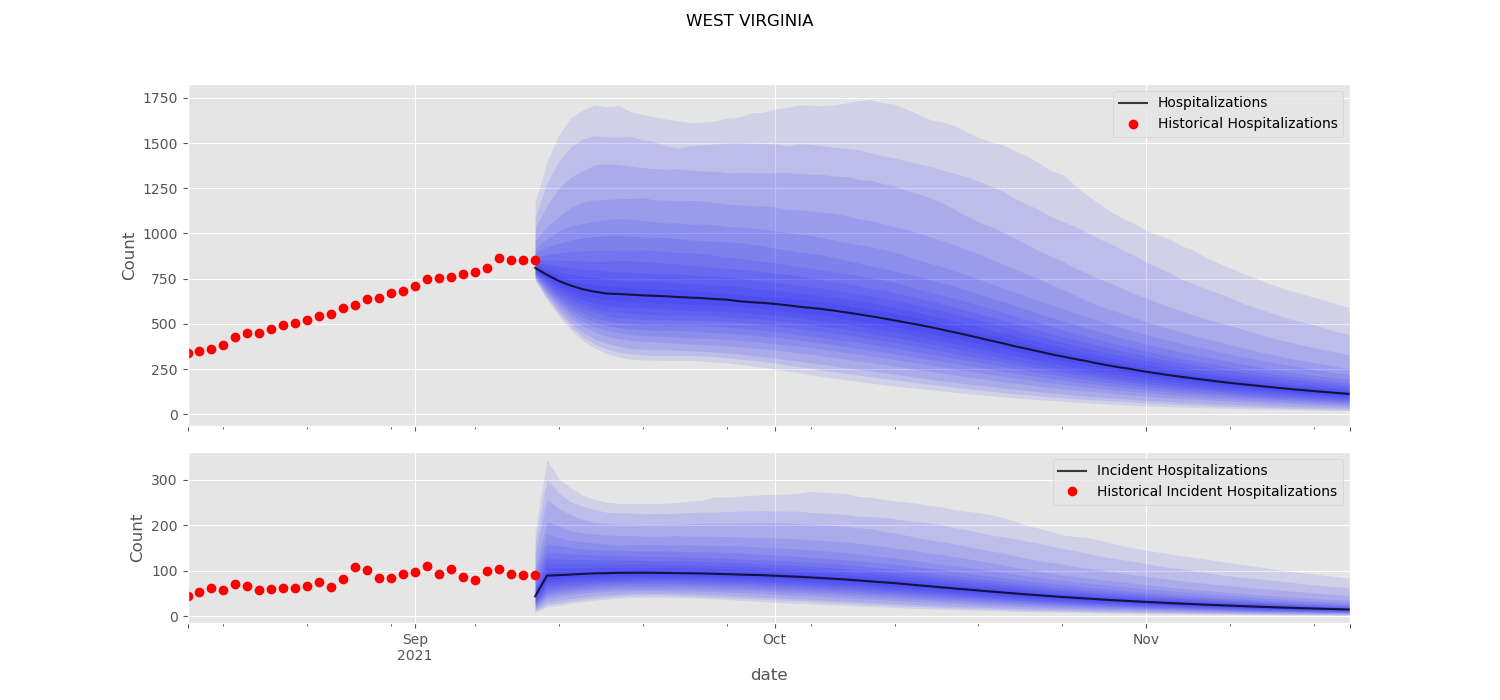 WEST VIRGINIA
Hospitalizations
Historical Hospitalizations
1750
1500
1250
1000
750
500
250
0
Count
Incident Hospitalizations
Historical Incident Hospitalizations
300
200
100
0
Count
Sep
2021
Oct
Nov
date